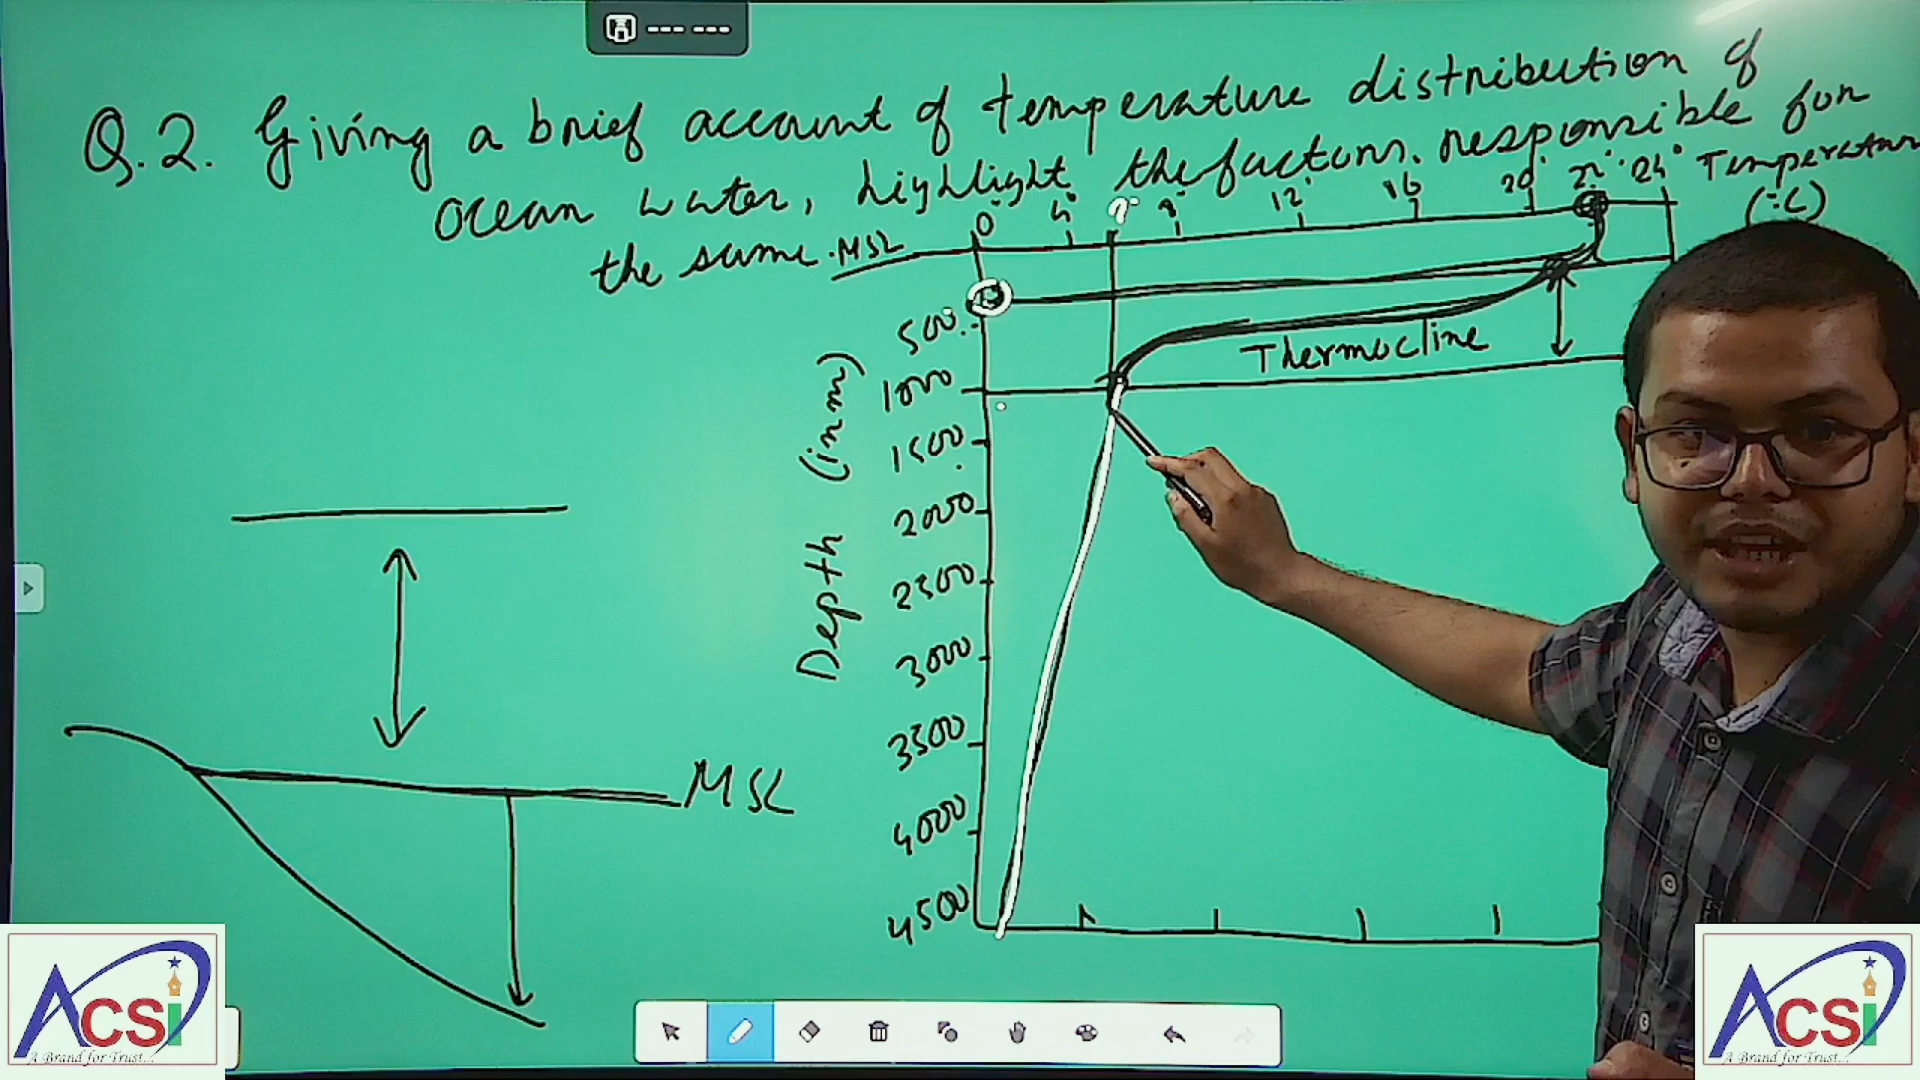 Q.2. Giving a brief account of temperature distribution of
ocean water, highlight the factors responsible for
the same.
MSL
0° 4° 9° 8° 12° 16 20° 22° 24° Temperature
(°C)
500
1000
1500
2000
2500
3000
3500
4000
4500
Depth (in m)
Thermocline
MSL
ACSi
A Brand for Trust...
ACSi
A Brand for Trust...